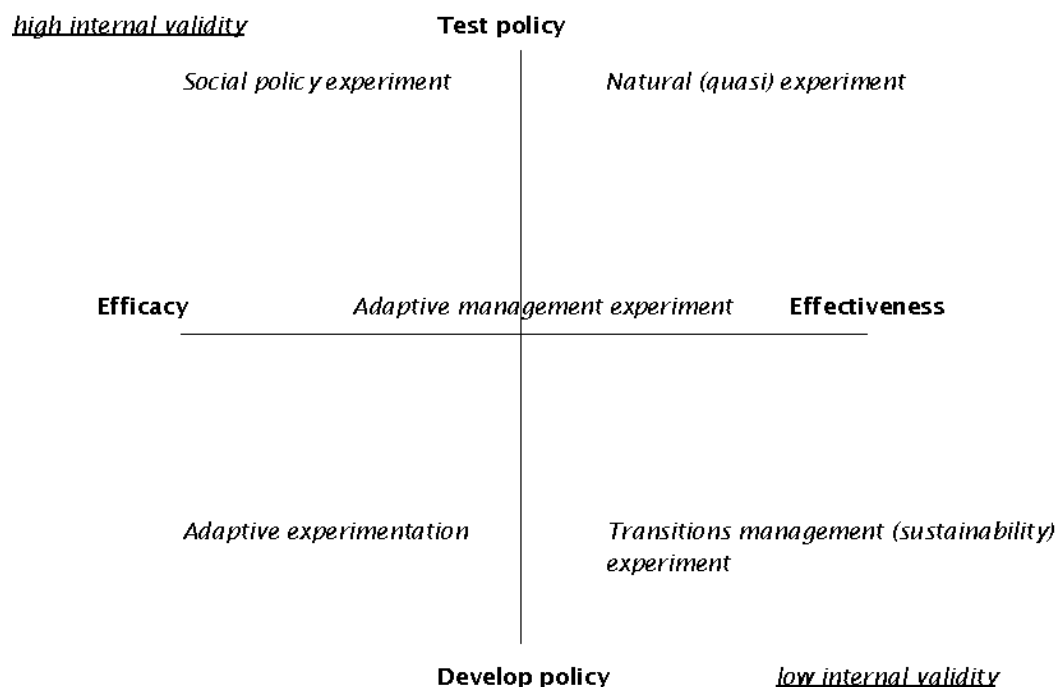 high internal validity
Test policy
Social policy experiment
Natural (quasi) experiment
Efficacy
Adaptive management experiment
Effectiveness
Adaptive experimentation
Transitions management (sustainability)
experiment
Develop policy
low internal validity